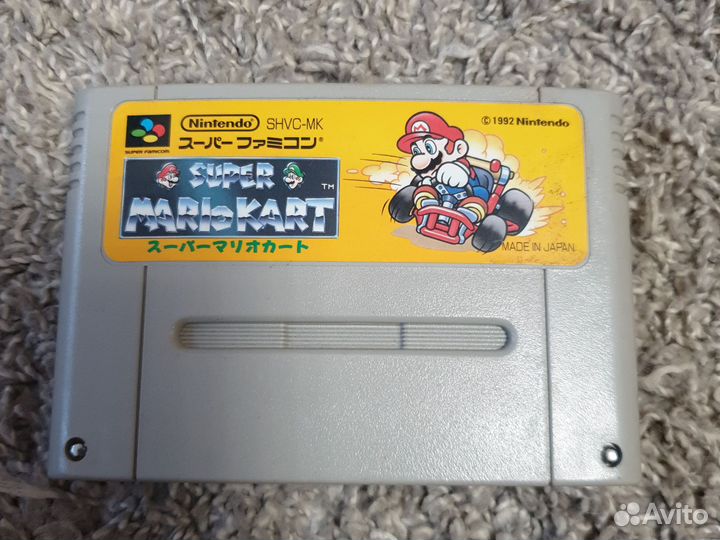 Nintendo SHVC-MK
© 1992 Nintendo
SUPER FAMICOM
スーパーファミコン®
SUPER
MARIO KART ™
スーパーマリオカート
MADE IN JAPAN
Avito